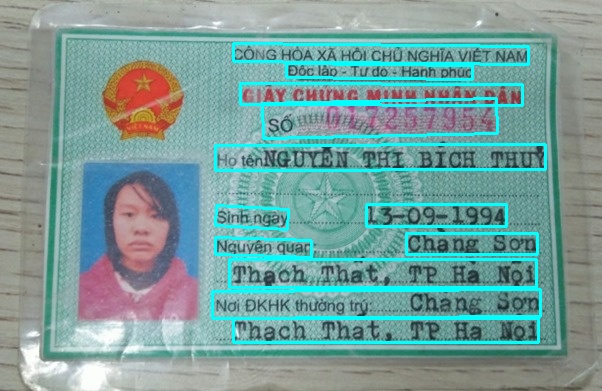 CỘNG HÒA XÃ HỘI CHỦ NGHĨA VIỆT NAM
Độc lập - Tự do - Hạnh phúc
GIẤY CHỨNG MINH NHÂN DÂN
SỐ 017257954
Họ tên NGUYỄN THỊ BÍCH THUỶ
Sinh ngày 13-09-1994
Nguyên quán Chàng Sơn
Thạch Thất, TP Hà Nội
Nơi ĐKHK thường trú: Chàng Sơn
Thạch Thất, TP Hà Nội
VIỆT NAM